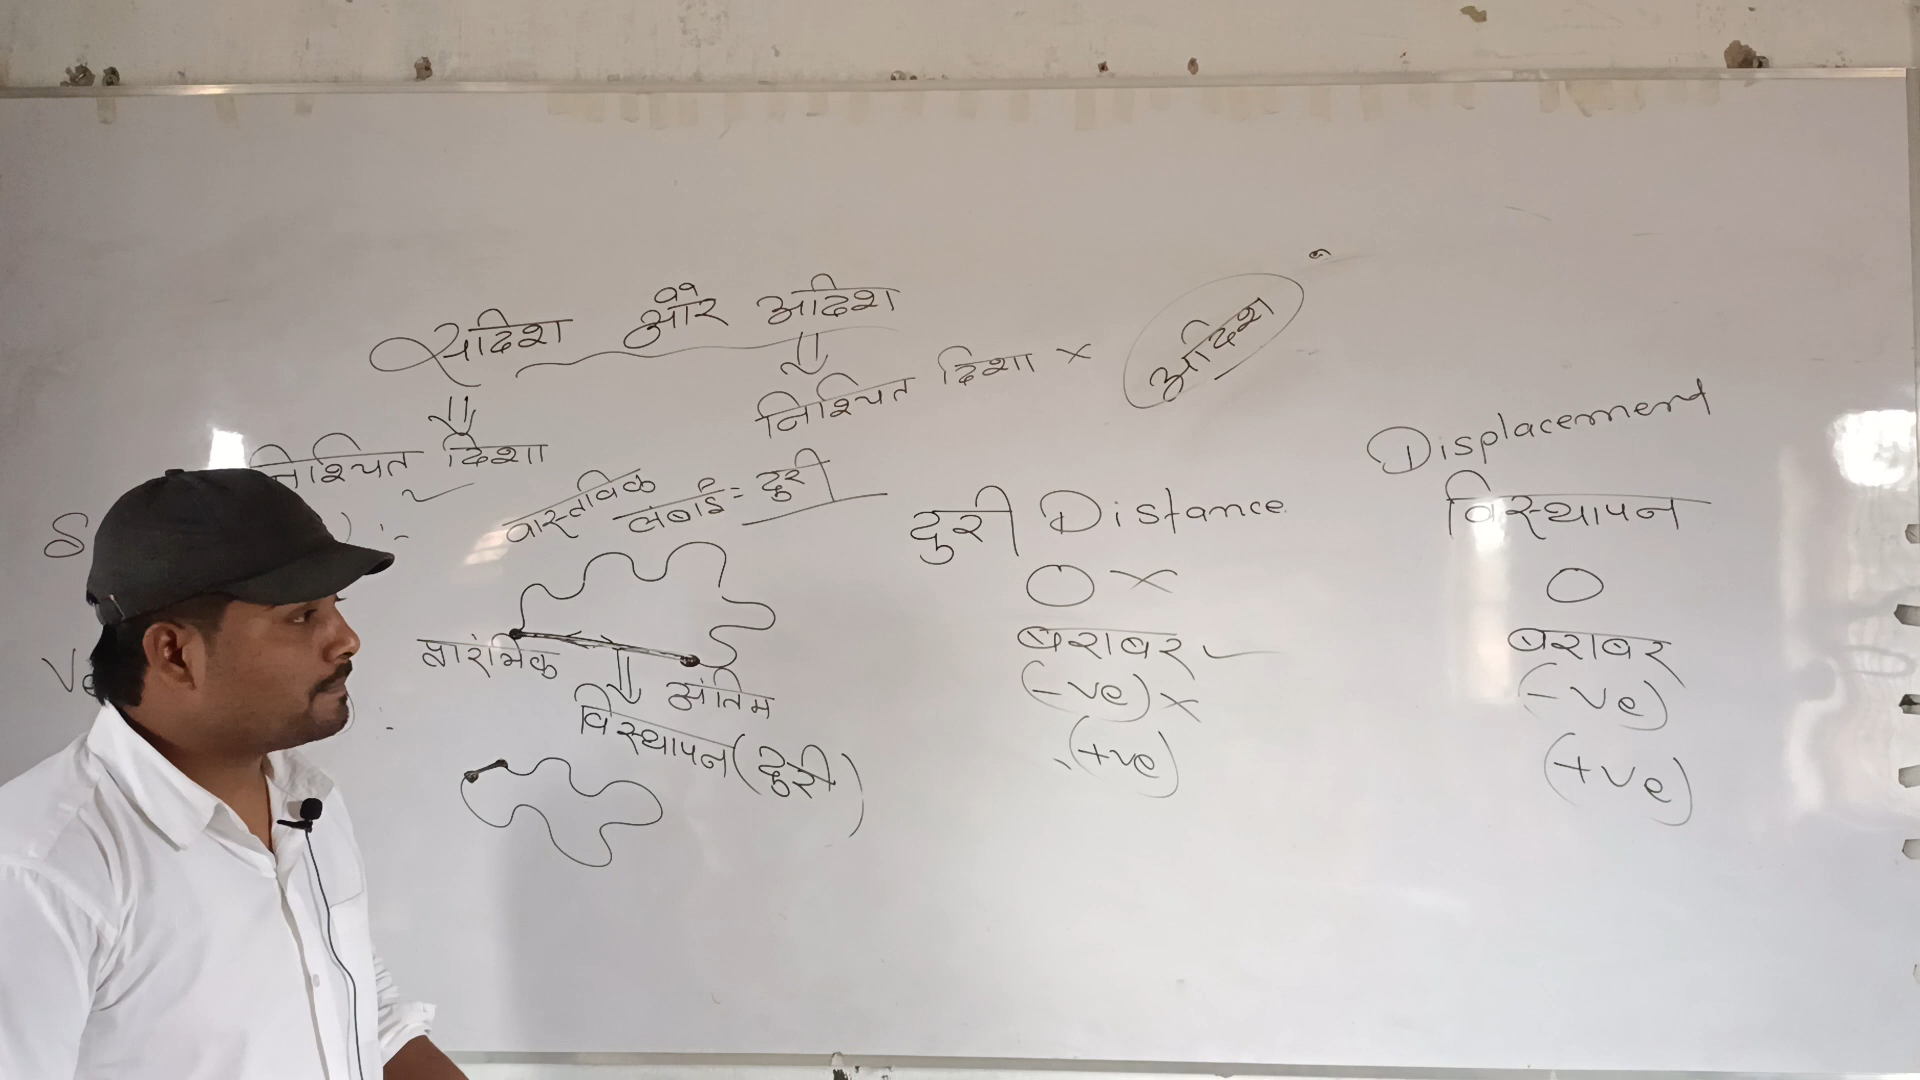 सदिश और अदिश
निश्चित दिशा
निश्चित दिशा ×
अदिश
वास्तविक
लंबाई = दुरी
प्रारंभिक
अंतिम
विस्थापन (दुरी)
दुरी Distance
0 ×
बराबर ✓
(-ve) ×
(+ve)
Displacement
विस्थापन
0
बराबर
(-ve)
(+ve)